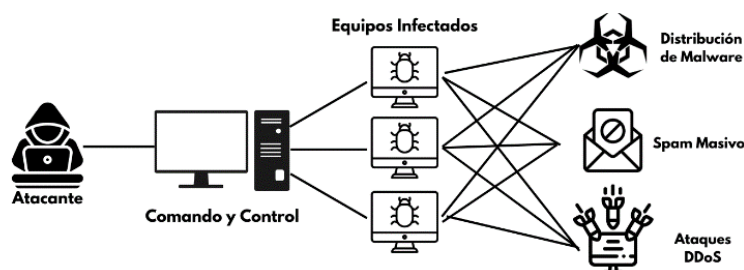 Equipos Infectados
Distribución
de Malware
Spam Masivo
Atacante
Comando y Control
Ataques
DDoS